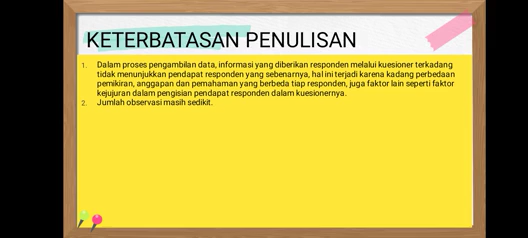 KETERBATASAN PENULISAN
1. Dalam proses pengambilan data, informasi yang diberikan responden melalui kuesioner terkadang
tidak menunjukkan pendapat responden yang sebenarnya, hal ini terjadi karena kadang perbedaan
pemikiran, anggapan dan pemahaman yang berbeda tiap responden, juga faktor lain seperti faktor
kejujuran dalam pengisian pendapat responden dalam kuesionernya.
2. Jumlah observasi masih sedikit.